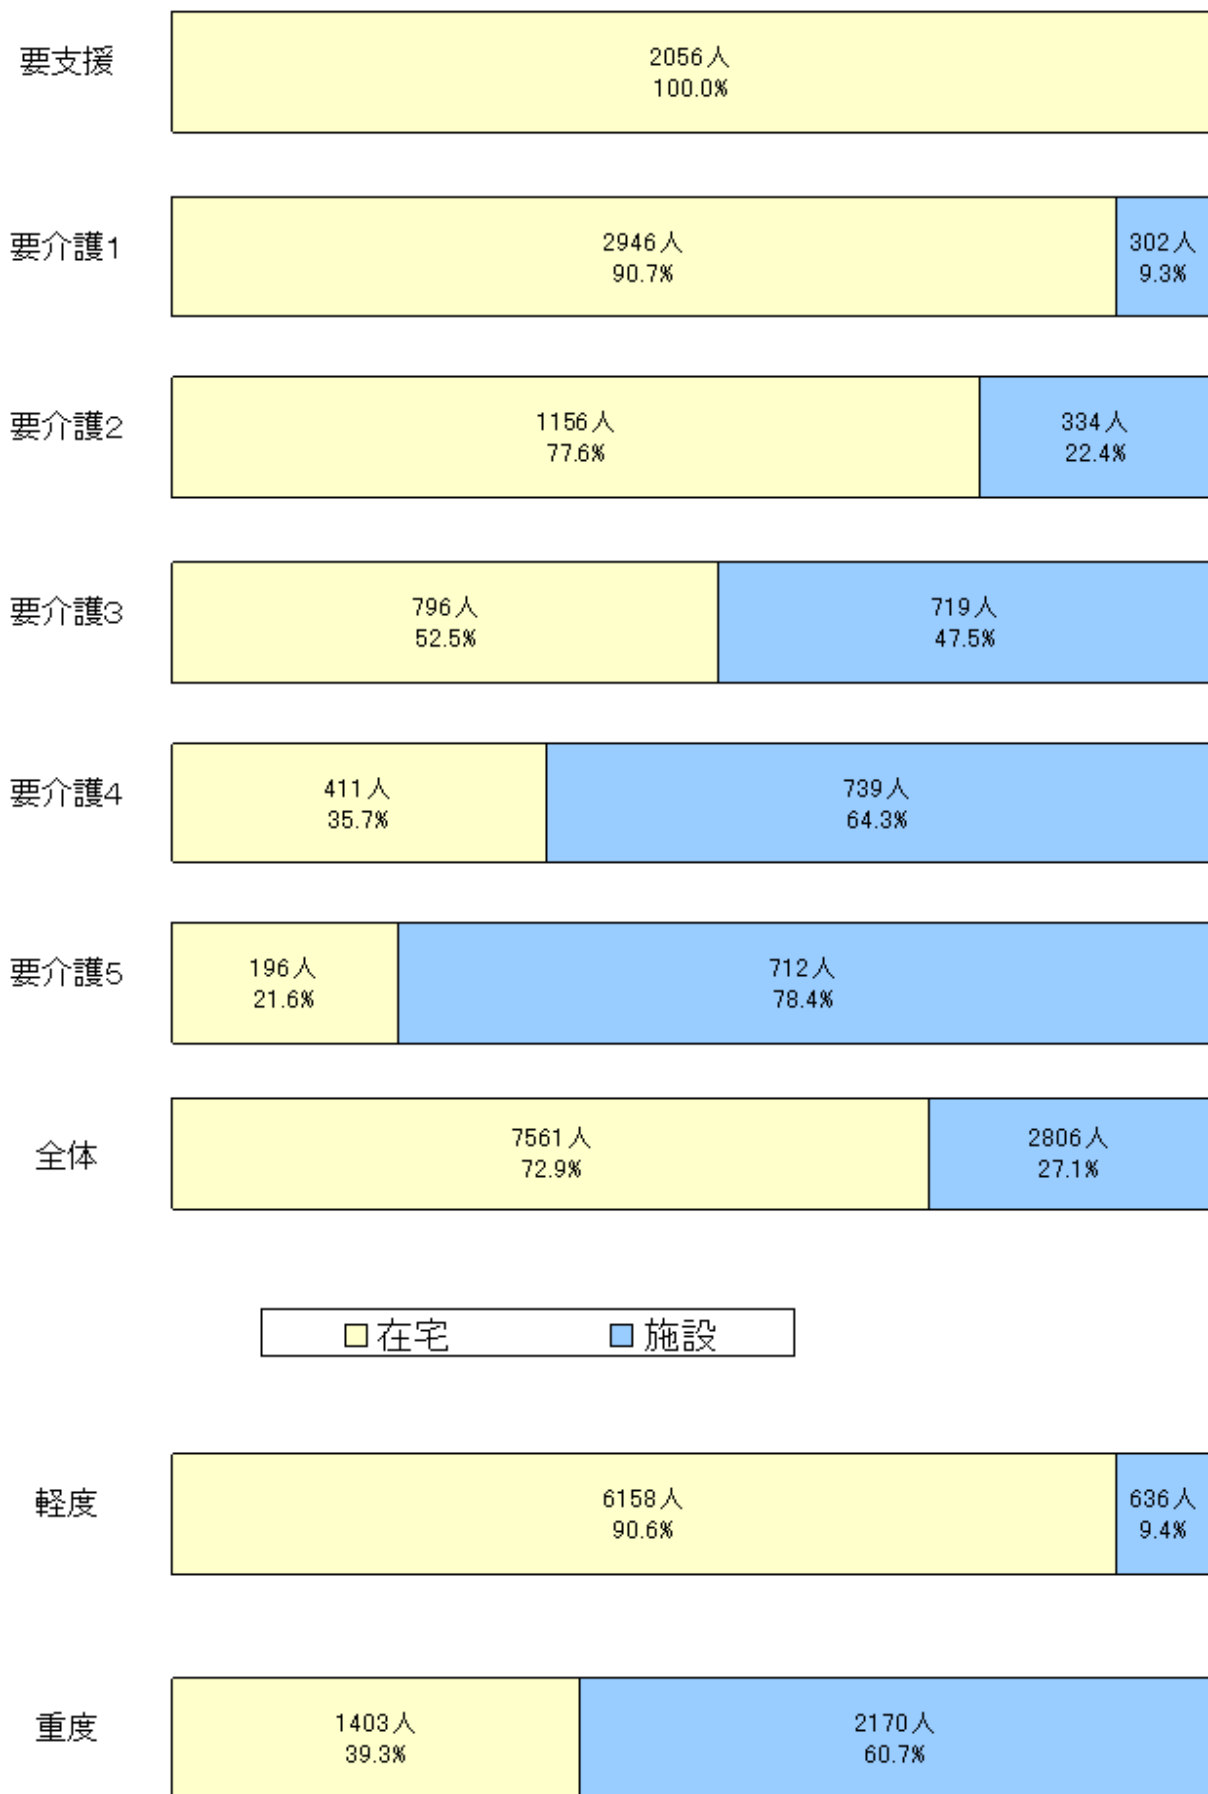 要支援
2056人
100.0%
要介護1
2946人
90.7%
302人
9.3%
要介護2
1156人
77.6%
334人
22.4%
要介護3
796人
52.5%
719人
47.5%
要介護4
411人
35.7%
739人
64.3%
要介護5
196人
21.6%
712人
78.4%
全体
7561人
72.9%
2806人
27.1%
在宅
施設
軽度
6158人
90.6%
636人
9.4%
重度
1403人
39.3%
2170人
60.7%